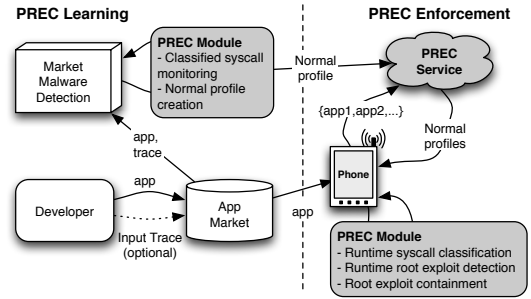 PREC Learning
PREC Enforcement
Market
Malware
Detection
PREC Module
- Classified syscall
monitoring
- Normal profile
creation
Normal
profile
PREC
Service
{app1,app2,...}
Normal
profiles
app,
trace
Phone
Developer
app
Input Trace
(optional)
App
Market
app
PREC Module
- Runtime syscall classification
- Runtime root exploit detection
- Root exploit containment